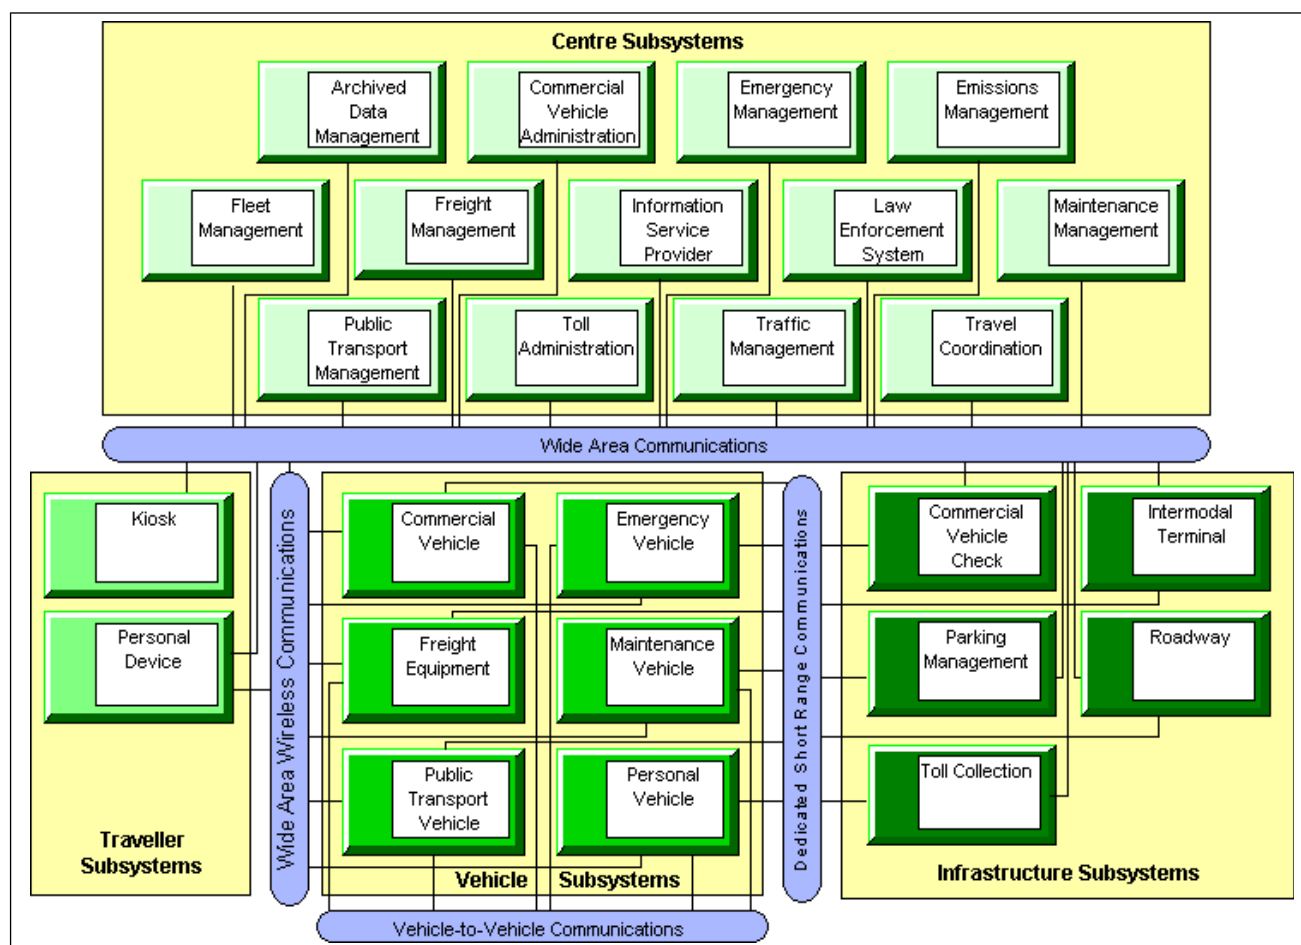 Centre Subsystems
Archived
Data
Management
Commercial
Vehicle
Administration
Emergency
Management
Emissions
Management
Fleet
Management
Freight
Management
Information
Service
Provider
Law
Enforcement
System
Maintenance
Management
Public
Transport
Management
Toll
Administration
Traffic
Management
Travel
Coordination
Wide Area Communications
Kiosk
Personal
Device
Traveller
Subsystems
Wide Area Wireless Communications
Commercial
Vehicle
Emergency
Vehicle
Freight
Equipment
Maintenance
Vehicle
Public
Transport
Vehicle
Personal
Vehicle
Vehicle Subsystems
Vehicle-to-Vehicle Communications
Dedicated Short Range Communications
Commercial
Vehicle
Check
Intermodal
Terminal
Parking
Management
Roadway
Toll Collection
Infrastructure Subsystems